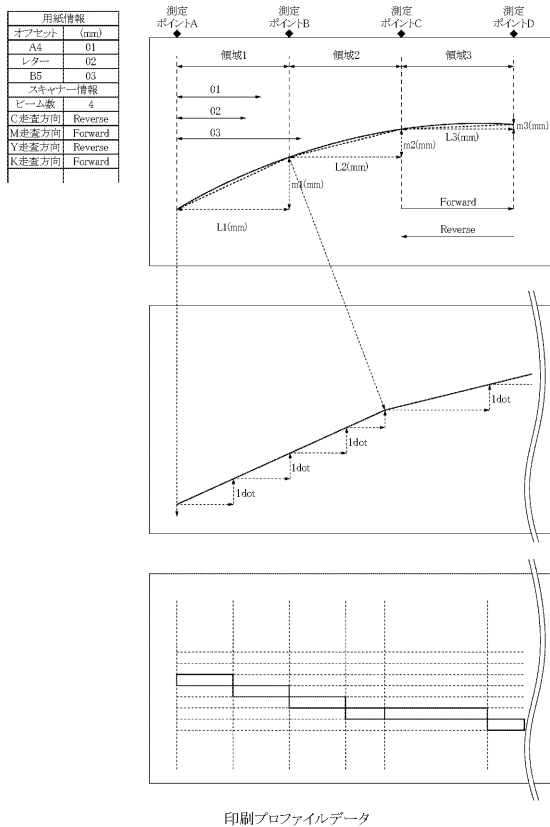 用紙情報
オフセット (mm)
A4 01
レター 02
B5 03
スキャナー情報
ビーム数 4
C走査方向 Reverse
M走査方向 Forward
Y走査方向 Reverse
K走査方向 Forward
測定
ポイントA
測定
ポイントB
測定
ポイントC
測定
ポイントD
領域1
領域2
領域3
01
02
03
m1(mm)
L1(mm)
L2(mm)
m2(mm)
L3(mm)
m3(mm)
Forward
Reverse
1dot
1dot
1dot
1dot
1dot
印刷プロファイルデータ